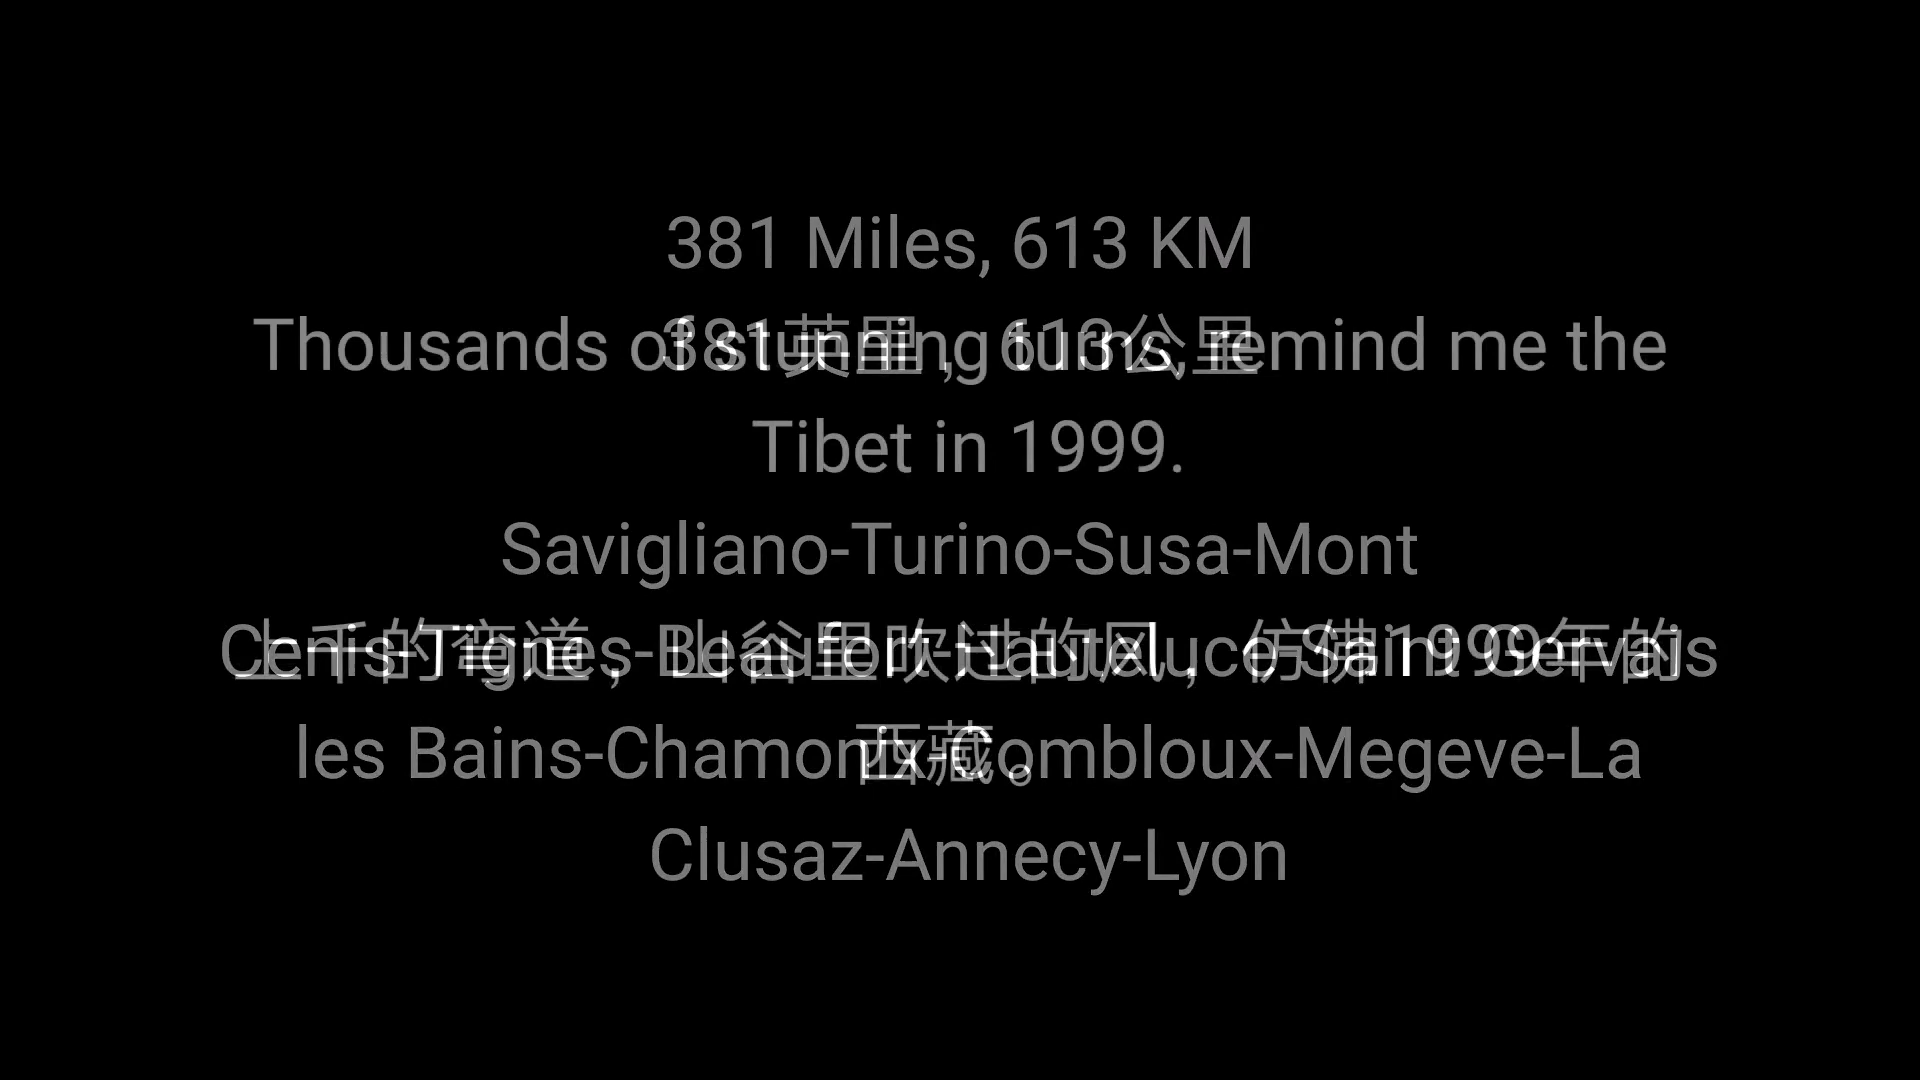 381 Miles, 613 KM
Thousands of stunning turns, remind me the
381英里，613公里
Tibet in 1999.
Savigliano-Turino-Susa-Mont
Cenis-Tignes-Beaufort-Hauteluce-Saint Gervais
上千的弯道，山谷里吹过的风，仿佛1999年的
les Bains-Chamonix-Combloux-Megeve-La
西藏。
Clusaz-Annecy-Lyon